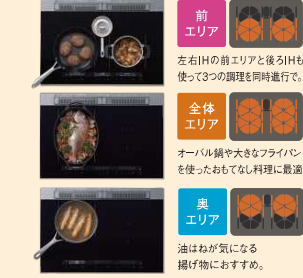 前
エリア
左右IHの前エリアと後ろIHも
使って3つの調理を同時進行で。
全体
エリア
オーバル鍋や大きなフライパン
を使ったおもてなし料理に最適
奥
エリア
油はねが気になる
揚げ物におすすめ。